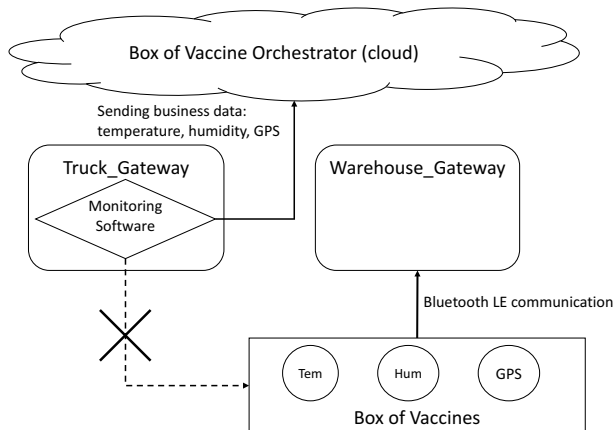 Box of Vaccine Orchestrator (cloud)
Sending business data:
temperature, humidity, GPS
Truck_Gateway
Warehouse_Gateway
Monitoring
Software
Bluetooth LE communication
Tem
Hum
GPS
Box of Vaccines